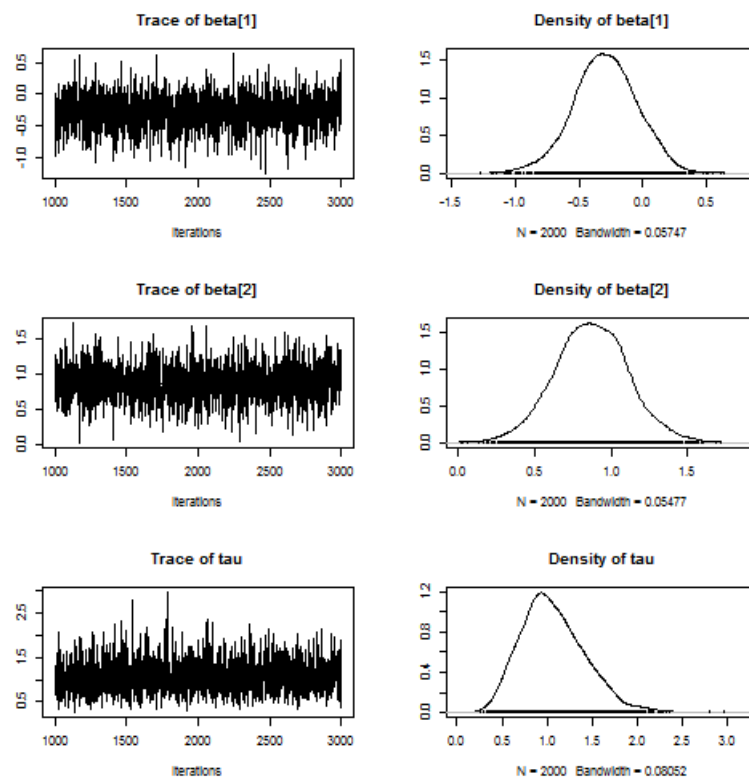 Trace of beta[1]
Density of beta[1]
0.5
0.0
-0.5
-1.0
1000 1500 2000 2500 3000
Iterations
1.5
1.0
0.5
0.0
-1.5 -1.0 -0.5 0.0 0.5
N = 2000 Bandwidth = 0.05747
Trace of beta[2]
Density of beta[2]
1.5
1.0
0.5
0.0
1000 1500 2000 2500 3000
Iterations
1.5
1.0
0.5
0.0
0.0 0.5 1.0 1.5
N = 2000 Bandwidth = 0.05477
Trace of tau
Density of tau
2.5
1.5
0.5
1000 1500 2000 2500 3000
Iterations
1.2
0.8
0.4
0.0
0.0 0.5 1.0 1.5 2.0 2.5 3.0
N = 2000 Bandwidth = 0.08052